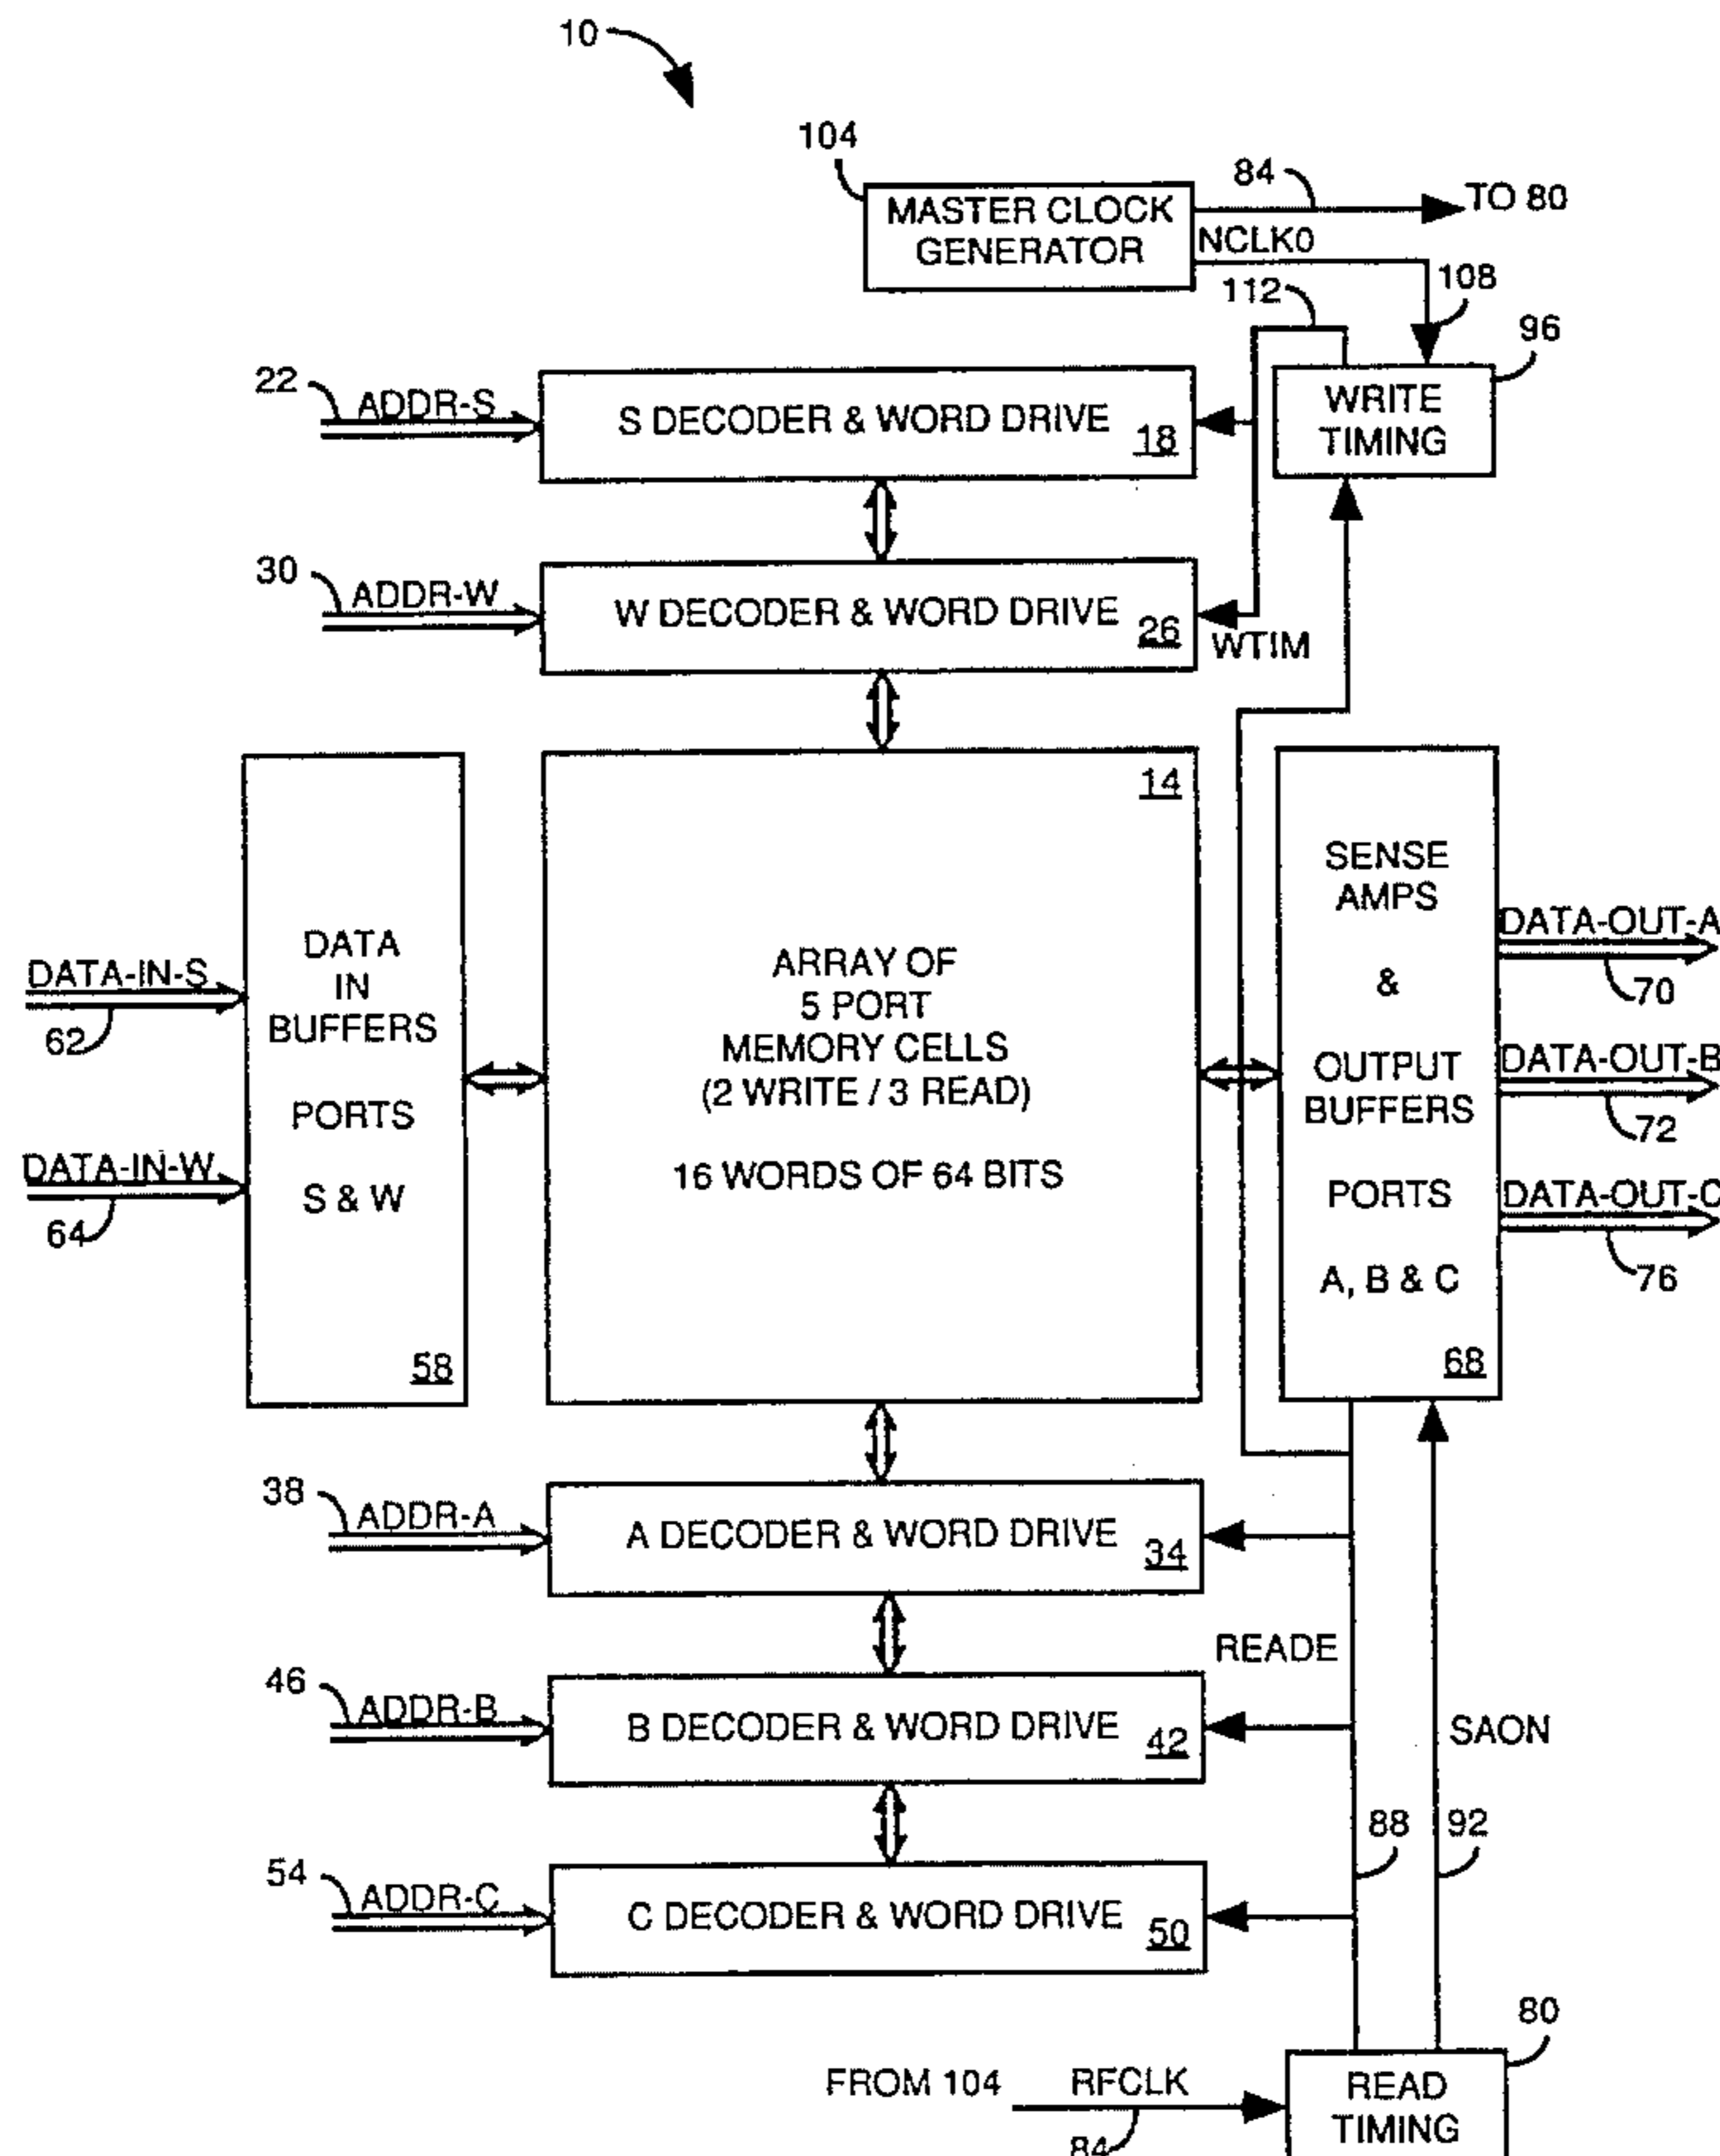 10
104
MASTER CLOCK
GENERATOR
84
TO 80
NCLK0
108
112
96
WRITE
TIMING
22
ADDR-S
S DECODER & WORD DRIVE
18
30
ADDR-W
W DECODER & WORD DRIVE
26
WTIM
14
ARRAY OF
5 PORT
MEMORY CELLS
(2 WRITE / 3 READ)
16 WORDS OF 64 BITS
DATA-IN-S
62
DATA-IN-W
64
DATA
IN
BUFFERS
PORTS
S & W
58
SENSE
AMPS
&
OUTPUT
BUFFERS
PORTS
A, B & C
68
DATA-OUT-A
70
DATA-OUT-B
72
DATA-OUT-C
76
38
ADDR-A
A DECODER & WORD DRIVE
34
READE
46
ADDR-B
B DECODER & WORD DRIVE
42
SAON
88
92
54
ADDR-C
C DECODER & WORD DRIVE
50
80
FROM 104
RFCLK
84
READ
TIMING